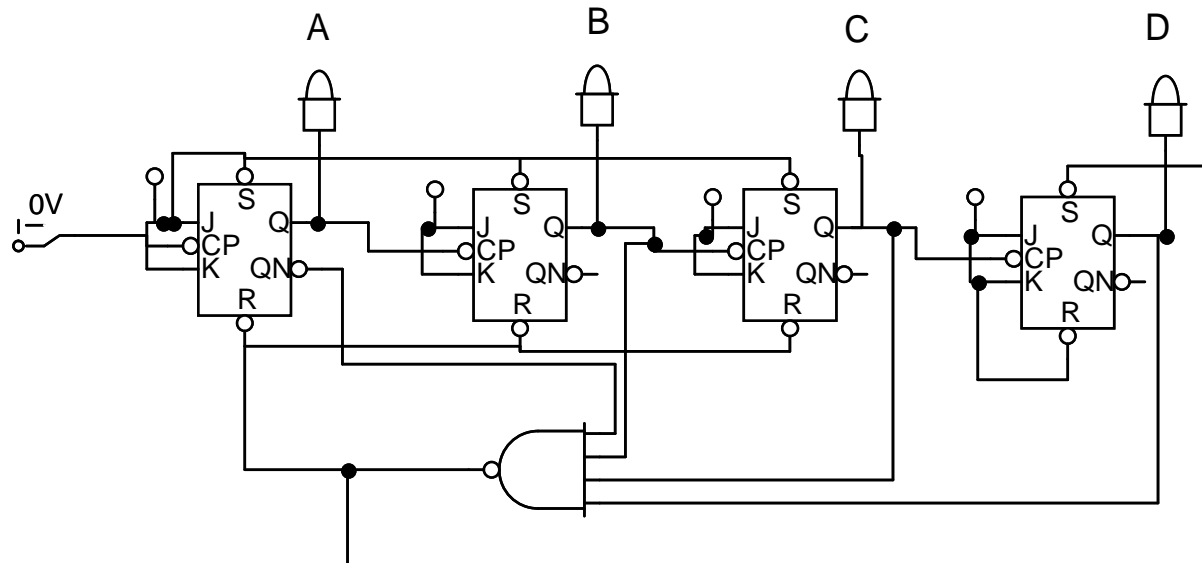 A B C D
0V
S S S S
J Q J Q J Q J Q
CP CP CP CP
K QN K QN K QN K QN
R R R R